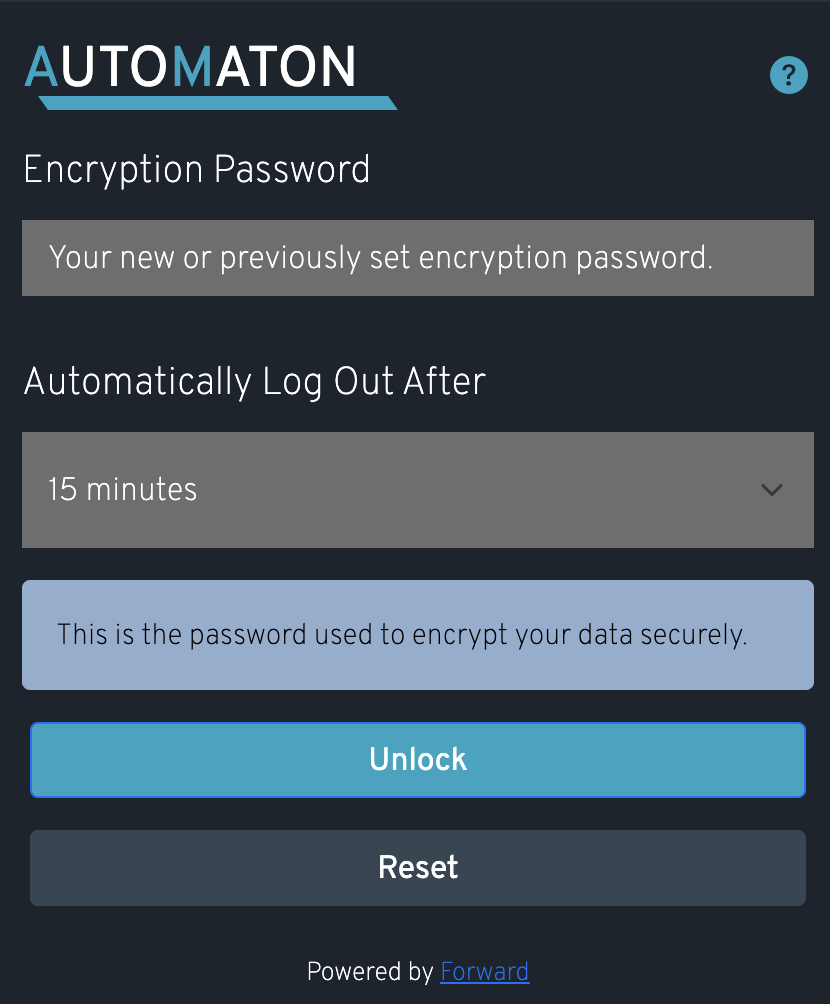 AUTOMATON
?
Encryption Password
Your new or previously set encryption password.
Automatically Log Out After
15 minutes
This is the password used to encrypt your data securely.
Unlock
Reset
Powered by Forward